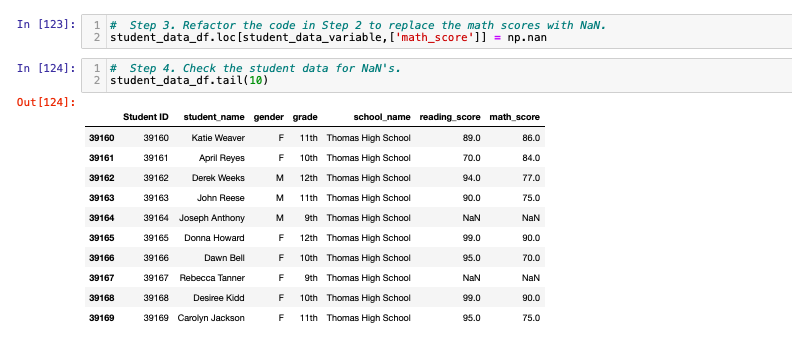 In [123]: 1 # Step 3. Refactor the code in Step 2 to replace the math scores with NaN.
2 student_data_df.loc[student_data_variable,['math_score']] = np.nan
In [124]: 1 # Step 4. Check the student data for NaN's.
2 student_data_df.tail(10)
Out[124]:
Student ID student_name gender grade school_name reading_score math_score
39160 39160 Katie Weaver F 11th Thomas High School 89.0 86.0
39161 39161 April Reyes F 10th Thomas High School 70.0 84.0
39162 39162 Derek Weeks M 12th Thomas High School 94.0 77.0
39163 39163 John Reese M 11th Thomas High School 90.0 75.0
39164 39164 Joseph Anthony M 9th Thomas High School NaN NaN
39165 39165 Donna Howard F 12th Thomas High School 99.0 90.0
39166 39166 Dawn Bell F 10th Thomas High School 95.0 70.0
39167 39167 Rebecca Tanner F 9th Thomas High School NaN NaN
39168 39168 Desiree Kidd F 10th Thomas High School 99.0 90.0
39169 39169 Carolyn Jackson F 11th Thomas High School 95.0 75.0